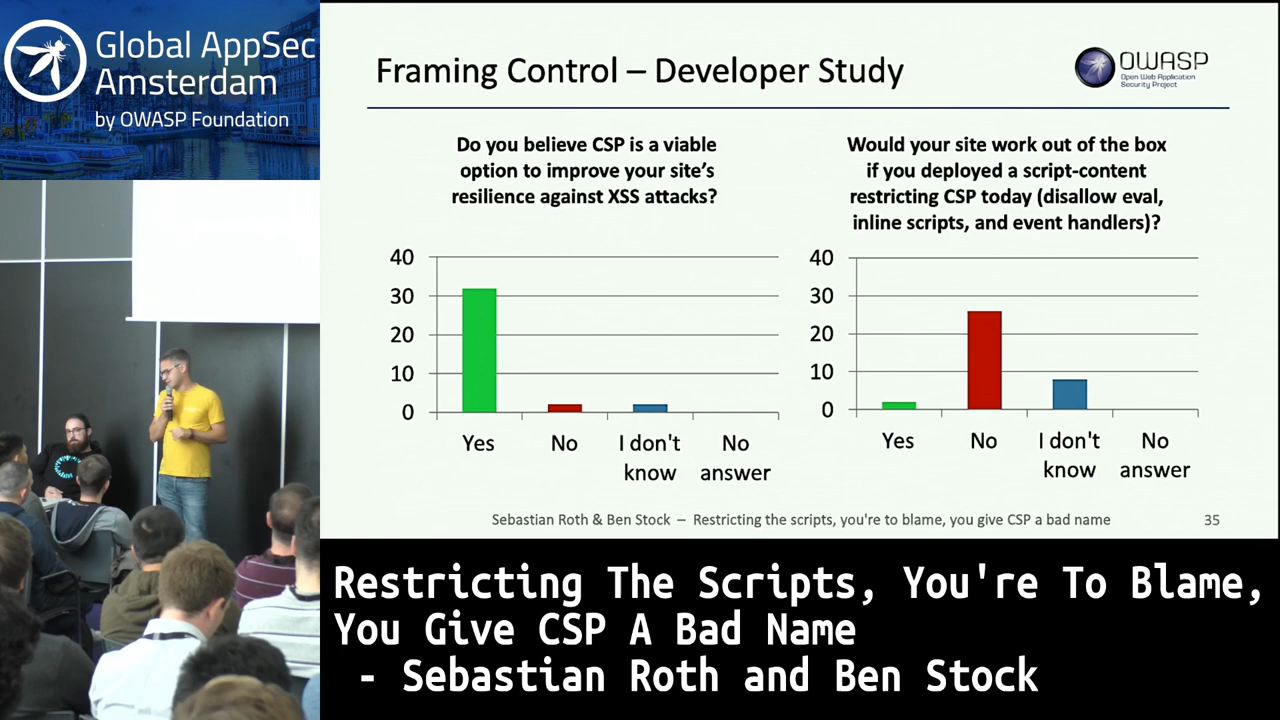 Global AppSec
Amsterdam
by OWASP Foundation
Framing Control – Developer Study
OWASP
Open Web Application
Security Project
Do you believe CSP is a viable
option to improve your site's
resilience against XSS attacks?
40
30
20
10
0
Yes
No
I don't
know
No
answer
Would your site work out of the box
if you deployed a script-content
restricting CSP today (disallow eval,
inline scripts, and event handlers)?
40
30
20
10
0
Yes
No
I don't
know
No
answer
Sebastian Roth & Ben Stock – Restricting the scripts, you're to blame, you give CSP a bad name
35
Restricting The Scripts, You're To Blame,
You Give CSP A Bad Name
- Sebastian Roth and Ben Stock